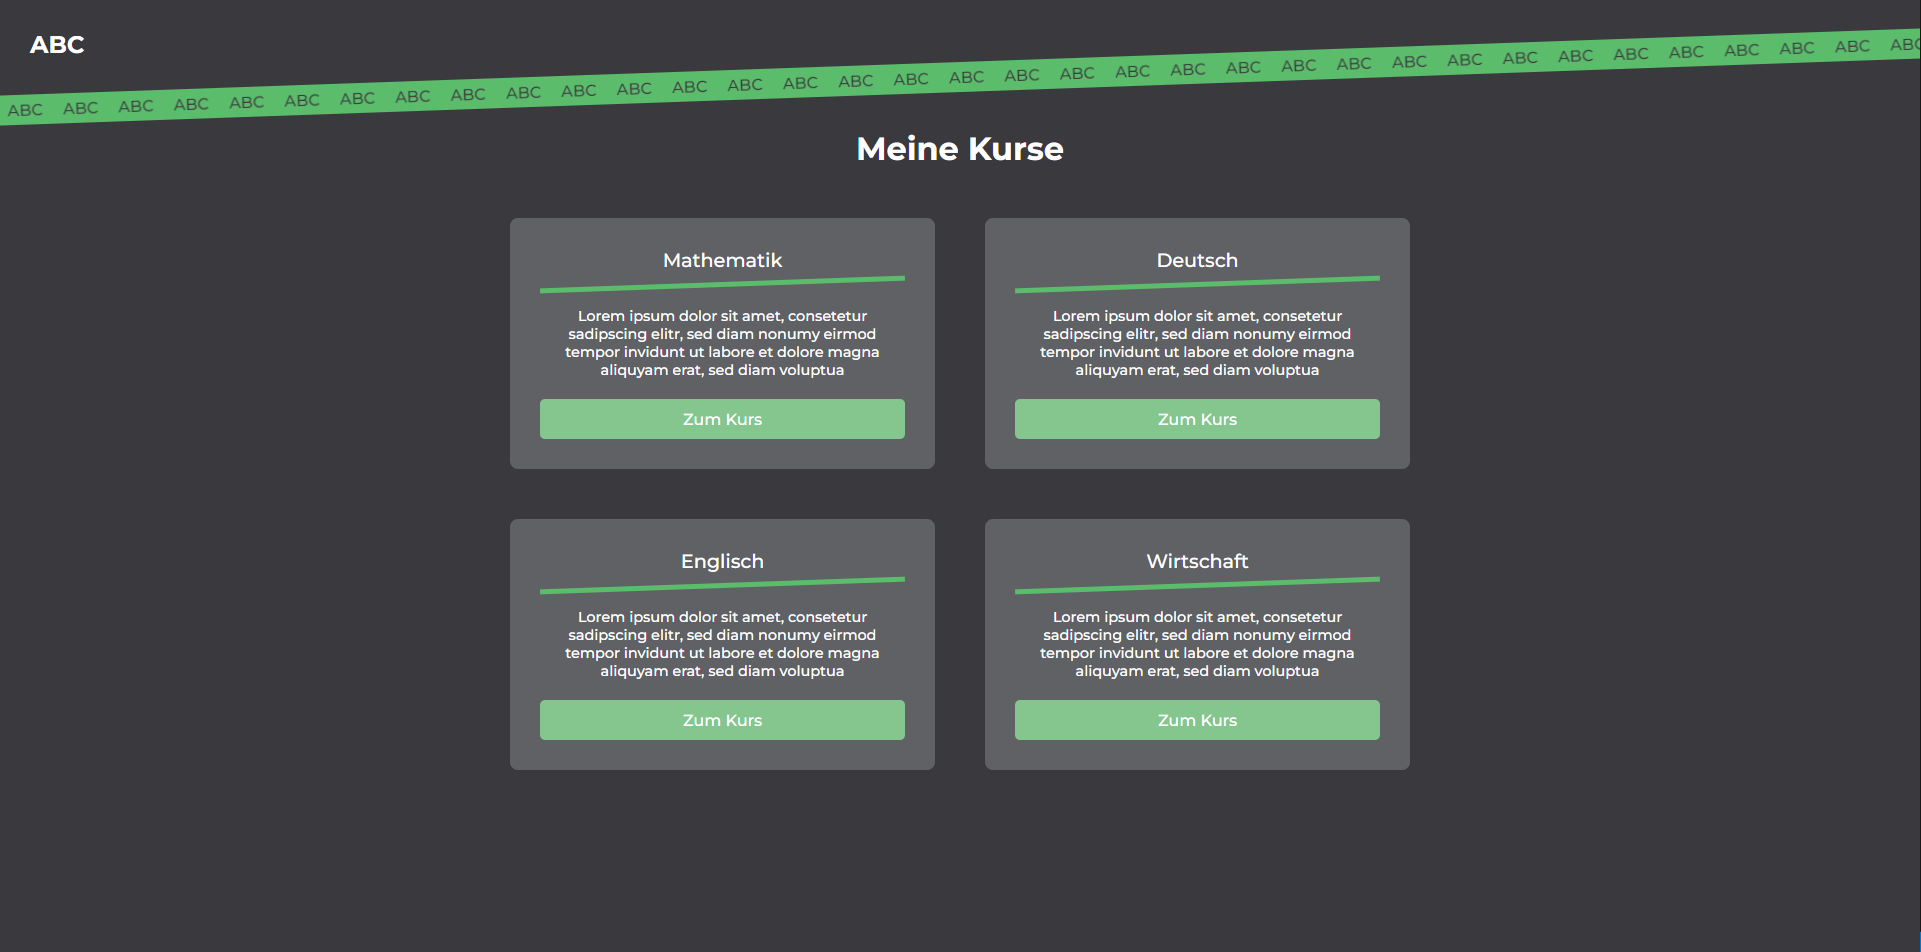 ABC
ABC ABC ABC ABC ABC ABC ABC ABC ABC ABC ABC ABC ABC ABC ABC ABC ABC ABC ABC ABC ABC ABC ABC ABC ABC ABC ABC ABC ABC ABC ABC ABC ABC ABC ABC
Meine Kurse
Mathematik
Lorem ipsum dolor sit amet, consetetur
sadipscing elitr, sed diam nonumy eirmod
tempor invidunt ut labore et dolore magna
aliquyam erat, sed diam voluptua
Zum Kurs
Deutsch
Lorem ipsum dolor sit amet, consetetur
sadipscing elitr, sed diam nonumy eirmod
tempor invidunt ut labore et dolore magna
aliquyam erat, sed diam voluptua
Zum Kurs
Englisch
Lorem ipsum dolor sit amet, consetetur
sadipscing elitr, sed diam nonumy eirmod
tempor invidunt ut labore et dolore magna
aliquyam erat, sed diam voluptua
Zum Kurs
Wirtschaft
Lorem ipsum dolor sit amet, consetetur
sadipscing elitr, sed diam nonumy eirmod
tempor invidunt ut labore et dolore magna
aliquyam erat, sed diam voluptua
Zum Kurs